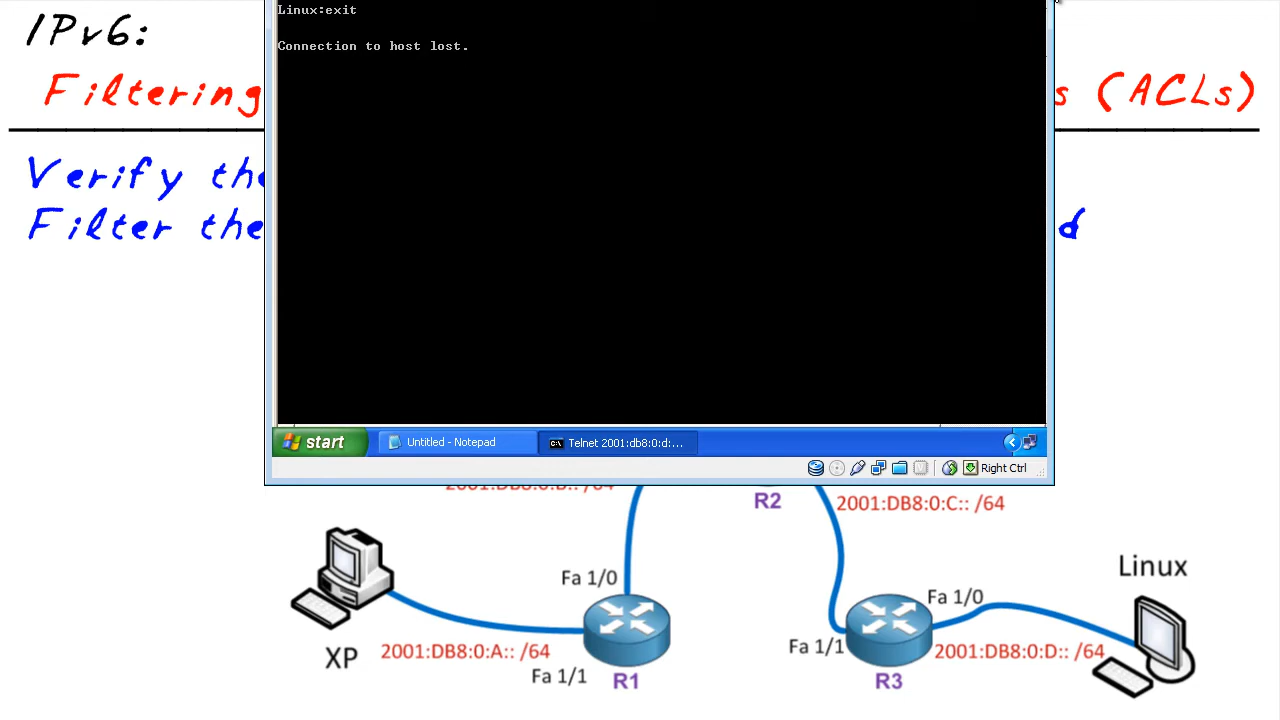 IPv6:
Linux:exit
Connection to host lost.
Filtering
s (ACLs)
Verify the
Filter the
d
start
Untitled - Notepad
C:\
Telnet 2001:db8:0:d:...
Right Ctrl
R2
2001:DB8:0:C:: /64
Fa 1/0
XP
2001:DB8:0:A:: /64
Fa 1/1
R1
Fa 1/1
R3
Fa 1/0
2001:DB8:0:D:: /64
Linux